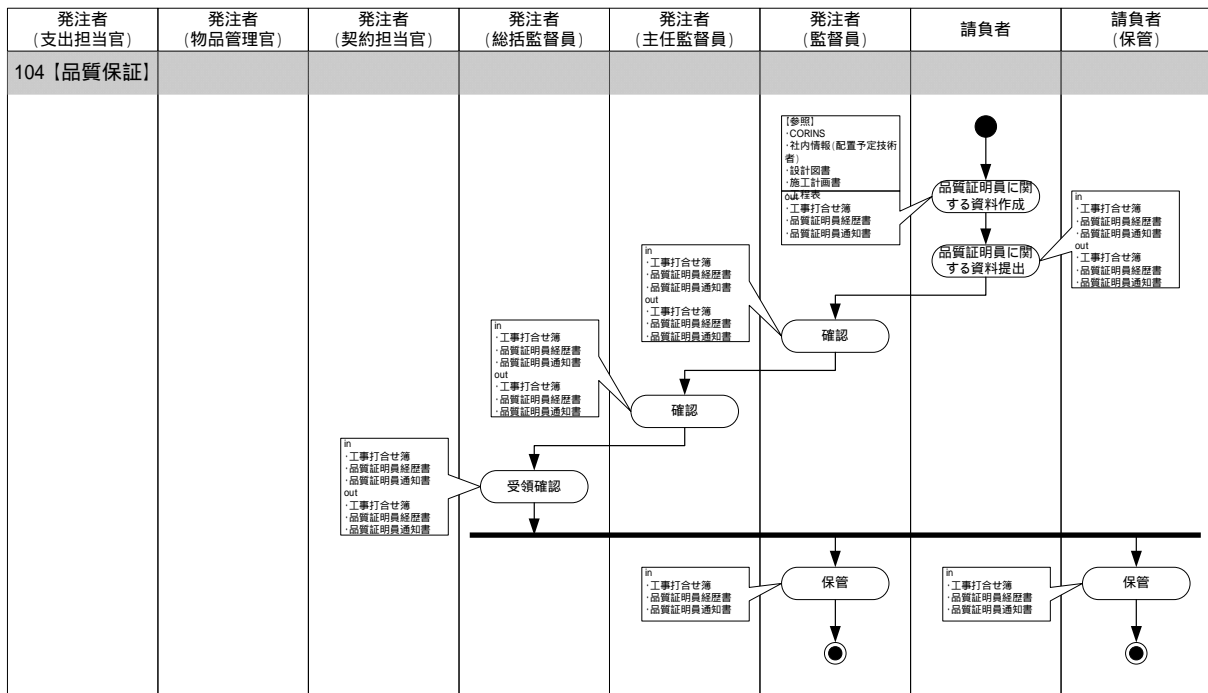 発注者
(支出担当官)
発注者
(物品管理官)
発注者
(契約担当官)
発注者
(総括監督員)
発注者
(主任監督員)
発注者
(監督員)
請負者
請負者
(保管)
104【品質保証】
【参照】
・CORINS
・社内情報(配置予定技術
者)
・設計図書
・施工計画書
・工程表
out
・工事打合せ簿
・品質証明員経歴書
・品質証明員通知書
品質証明員に関
する資料作成
in
・工事打合せ簿
・品質証明員経歴書
・品質証明員通知書
out
・工事打合せ簿
・品質証明員経歴書
・品質証明員通知書
品質証明員に関
する資料提出
in
・工事打合せ簿
・品質証明員経歴書
・品質証明員通知書
out
・工事打合せ簿
・品質証明員経歴書
・品質証明員通知書
確認
in
・工事打合せ簿
・品質証明員経歴書
・品質証明員通知書
out
・工事打合せ簿
・品質証明員経歴書
・品質証明員通知書
確認
in
・工事打合せ簿
・品質証明員経歴書
・品質証明員通知書
out
・工事打合せ簿
・品質証明員経歴書
・品質証明員通知書
受領確認
in
・工事打合せ簿
・品質証明員経歴書
・品質証明員通知書
保管
in
・工事打合せ簿
・品質証明員経歴書
・品質証明員通知書
保管